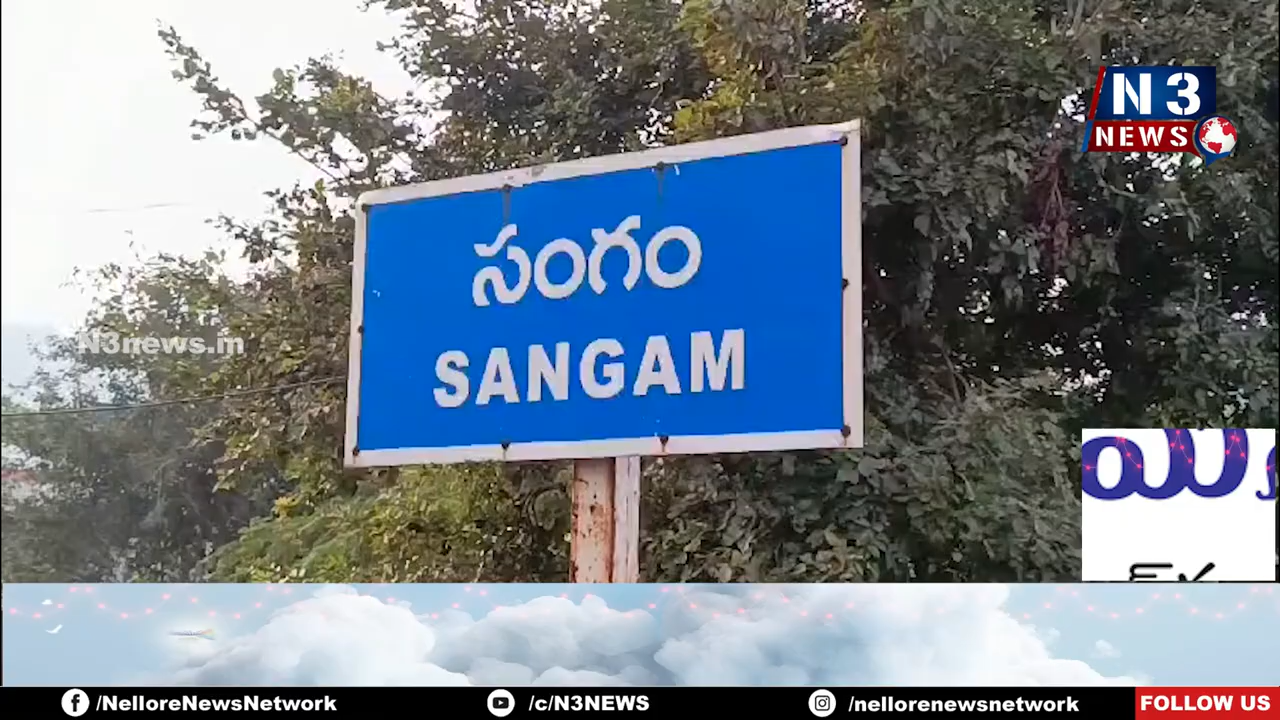 N3
NEWS
సంగం
SANGAM
N3news.in
/NelloreNewsNetwork
/c/N3NEWS
/nellorenewsnetwork
FOLLOW US